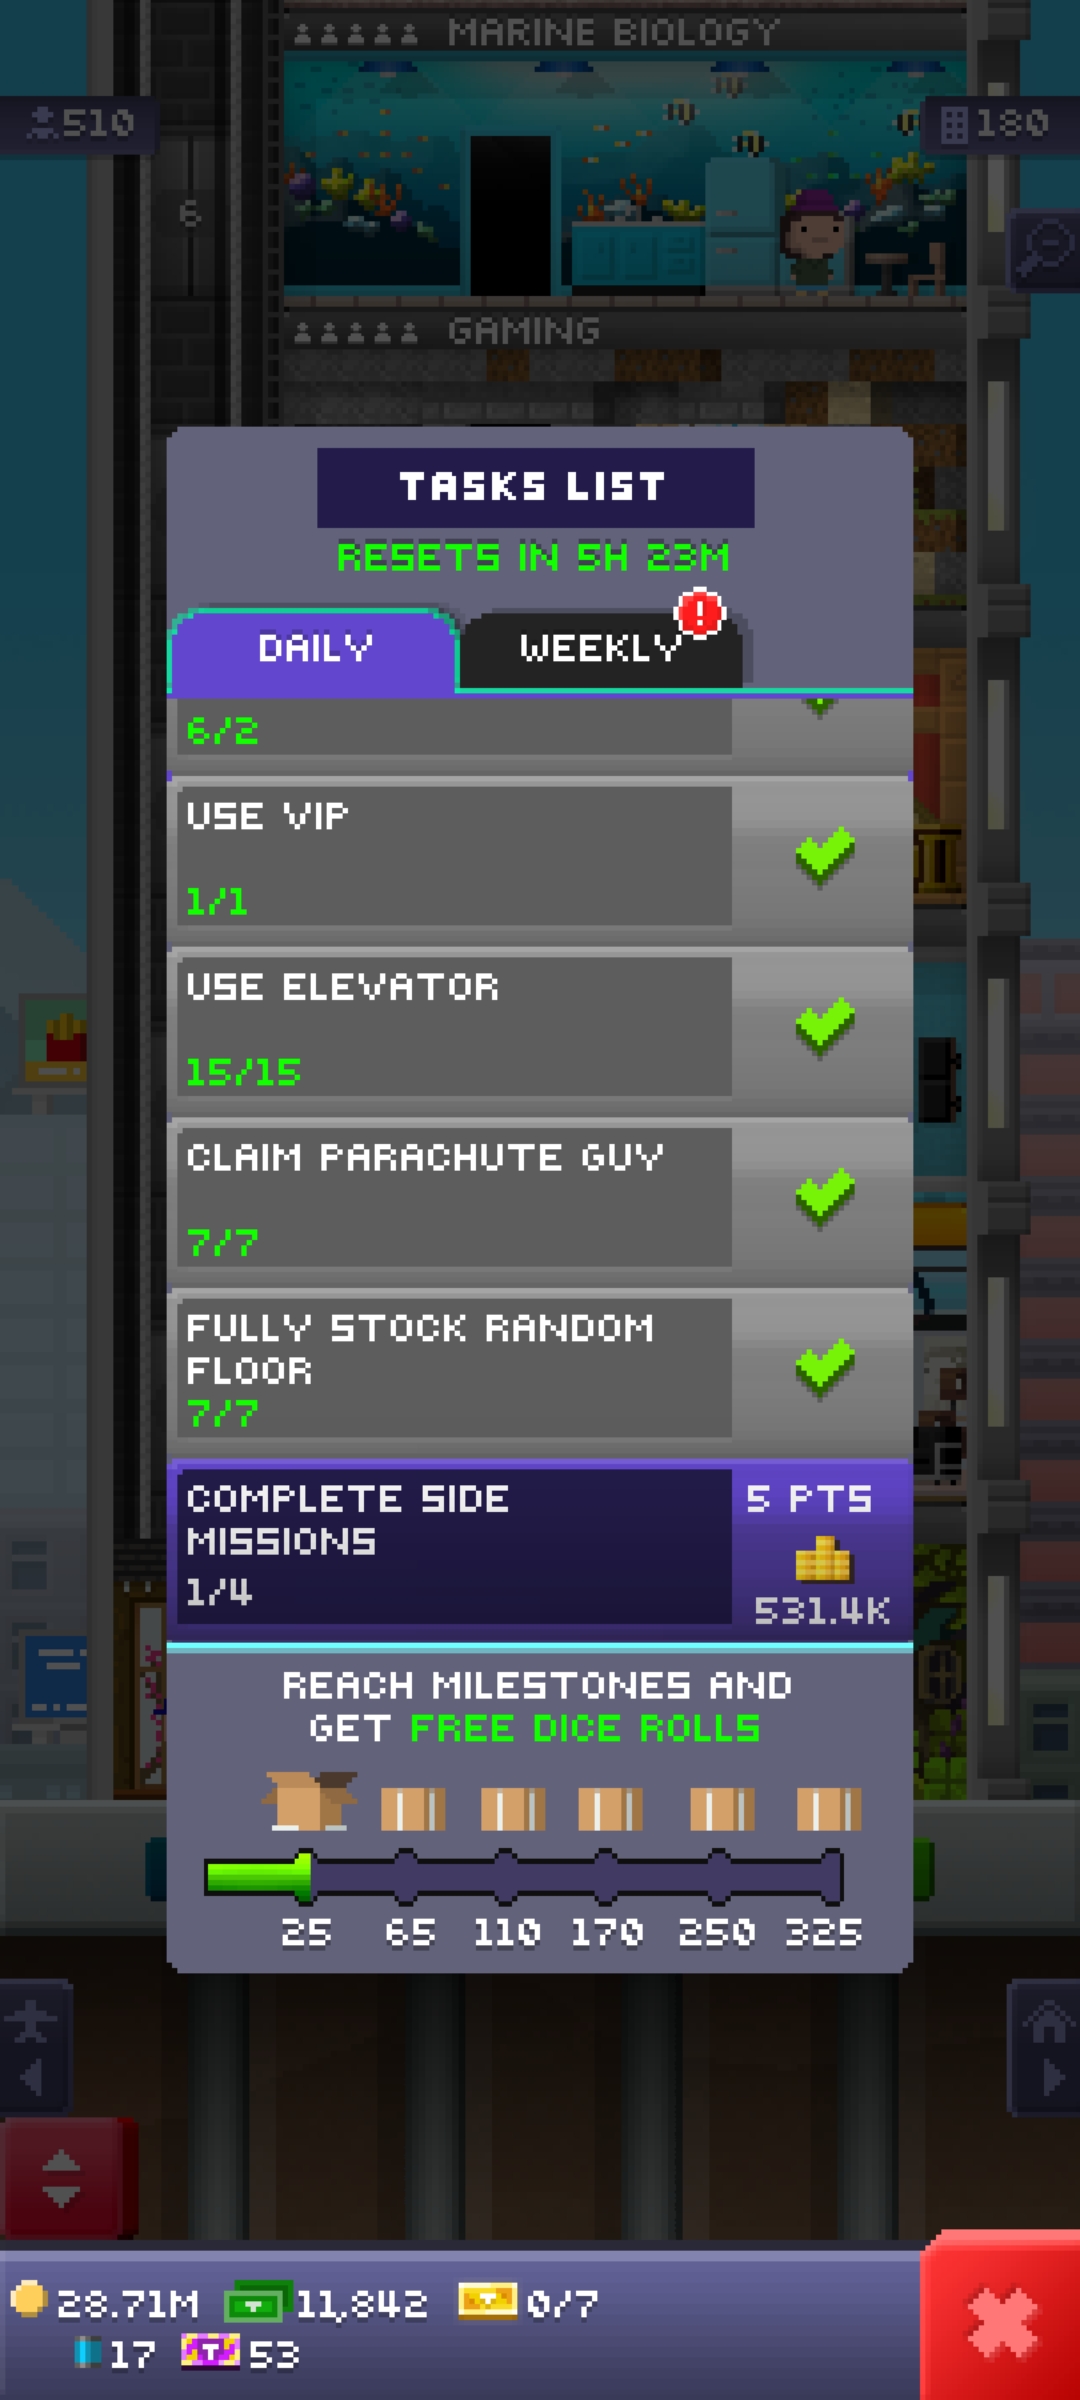 MARINE BIOLOGY
510
180
6
GAMING
TASKS LIST
RESETS IN 5H 23M
DAILY
WEEKLY
!
6/2
USE VIP
1/1
USE ELEVATOR
15/15
CLAIM PARACHUTE GUY
7/7
FULLY STOCK RANDOM
FLOOR
7/7
COMPLETE SIDE
MISSIONS
1/4
5 PTS
531.4K
REACH MILESTONES AND
GET FREE DICE ROLLS
25 65 110 170 250 325
28.71M 11,842 0/7
17 53